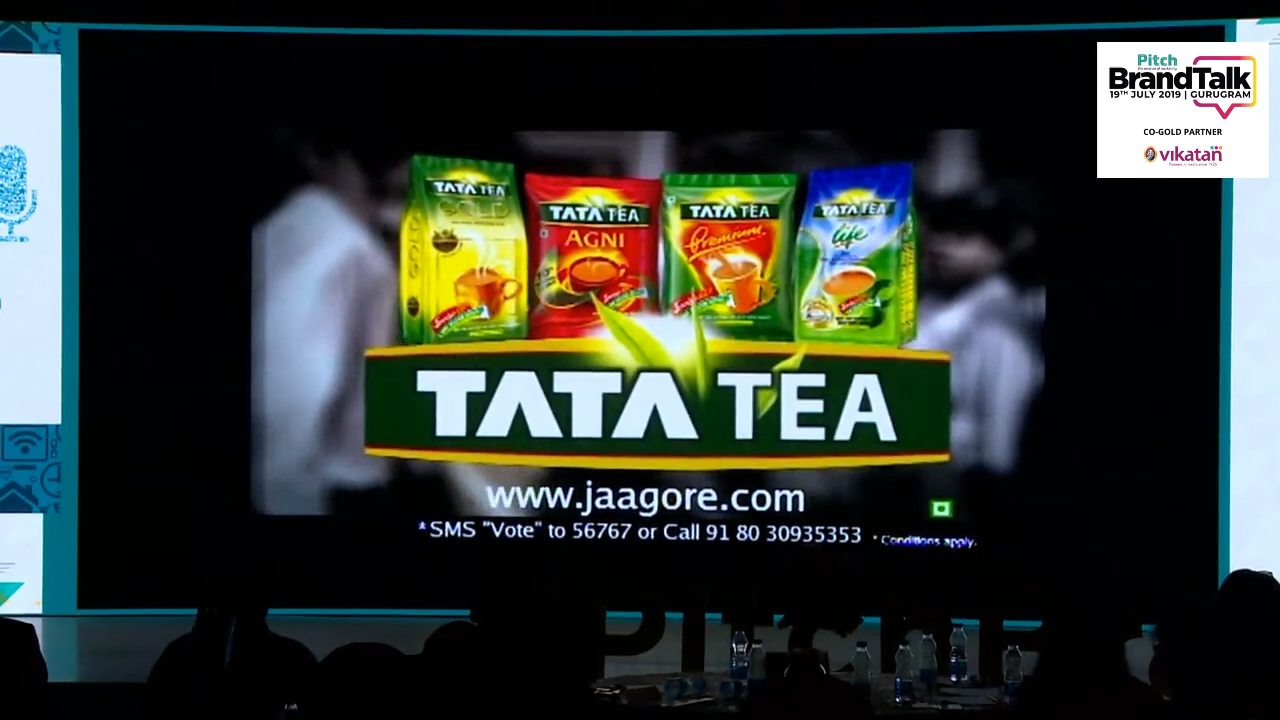 Pitch
BrandTalk
19TH JULY 2019 | GURUGRAM
CO-GOLD PARTNER
vikatan
TATA TEA
GOLD
GOLD
TATA TEA
AGNI
TATA TEA
Premium
TATA TEA
life
TATA TEA
www.jaagore.com
*SMS "Vote" to 56767 or Call 91 80 30935353
* Conditions apply.